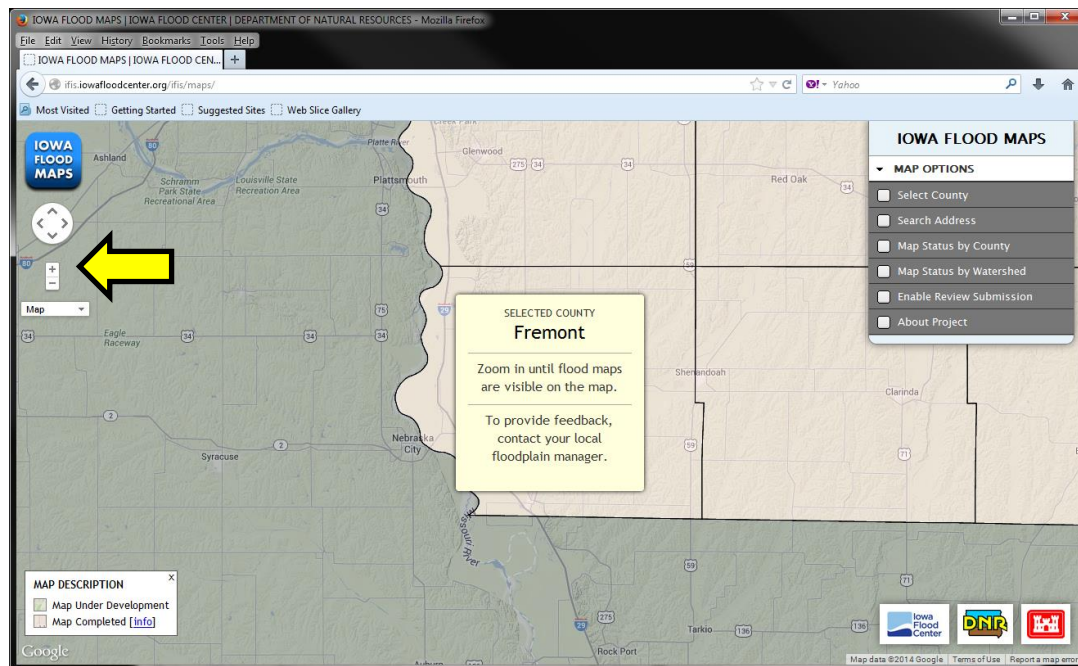 IOWA FLOOD MAPS | IOWA FLOOD CENTER | DEPARTMENT OF NATURAL RESOURCES - Mozilla Firefox
File Edit View History Bookmarks Tools Help
IOWA FLOOD MAPS | IOWA FLOOD CEN... +
ifis.iowafloodcenter.org/ifis/maps/
Yahoo
Most Visited Getting Started Suggested Sites Web Slice Gallery
IOWA
FLOOD
MAPS
Ashland
80
Schramm
Park State
Recreational Area
Louisville State
Recreation Area
Platte River
Plattsmouth
Glenwood
275 34
34
Red Oak
34
34
IOWA FLOOD MAPS
MAP OPTIONS
Select County
Search Address
Map Status by County
Map Status by Watershed
Enable Review Submission
About Project
80
+
-
Map
59
75
29
34
Eagle
Raceway
34
34
34
SELECTED COUNTY
Fremont
Zoom in until flood maps
are visible on the map.
To provide feedback,
contact your local
floodplain manager.
Shenandoah
Clarinda
2
2
Syracuse
Nebraska
City
59
71
Missouri
River
59
71
MAP DESCRIPTION X
Map Under Development
Map Completed [info]
Google
275
29
Rock Port
Tarkio
136
136
Auburn
Iowa
Flood
Center
DNR
Map data ©2014 Google Terms of Use Report a map error